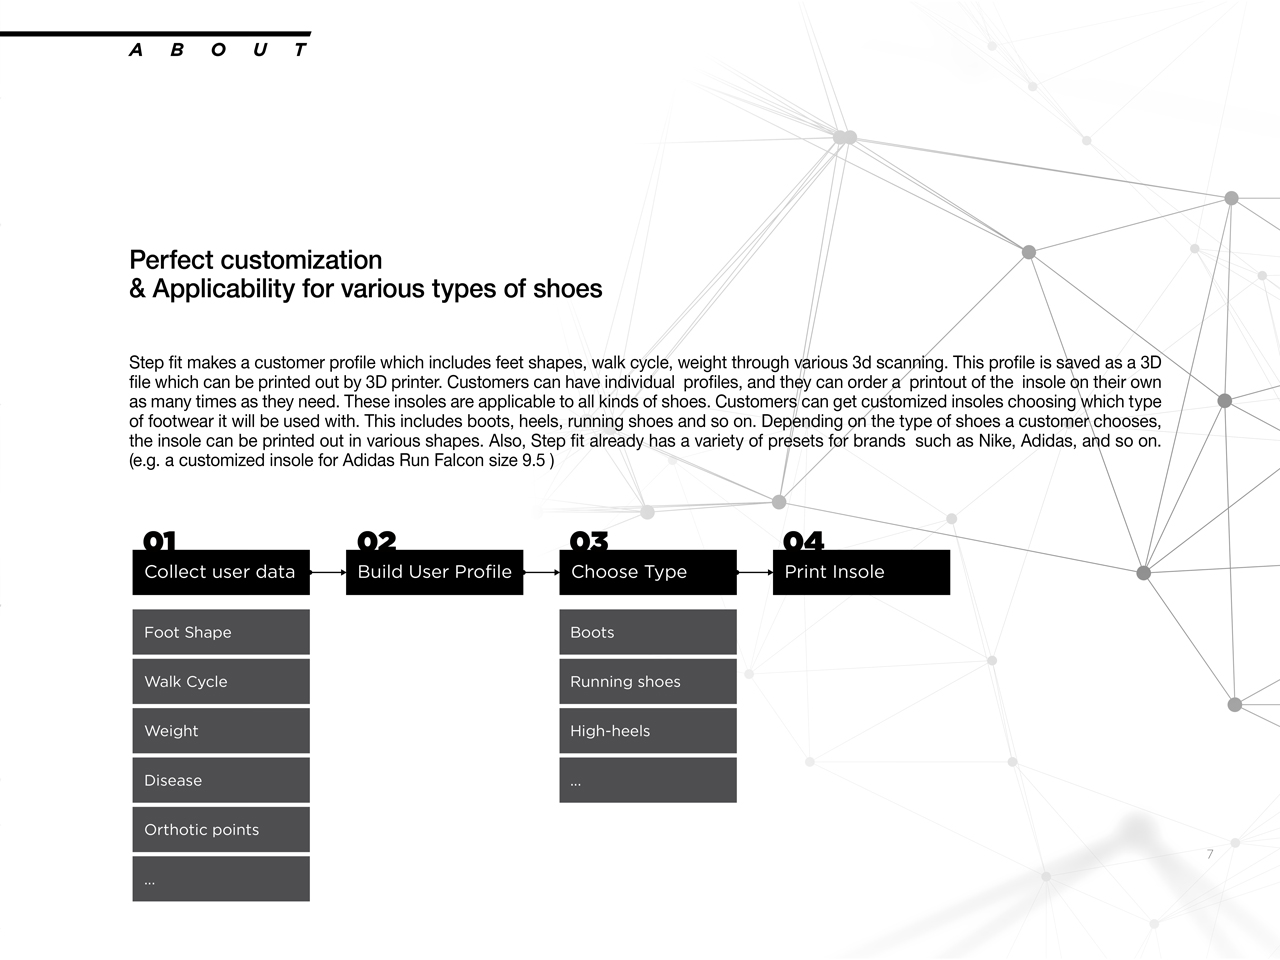 ABOUT
Perfect customization
& Applicability for various types of shoes
Step fit makes a customer profile which includes feet shapes, walk cycle, weight through various 3d scanning. This profile is saved as a 3D
file which can be printed out by 3D printer. Customers can have individual  profiles, and they can order a  printout of the  insole on their own
as many times as they need. These insoles are applicable to all kinds of shoes. Customers can get customized insoles choosing which type
of footwear it will be used with. This includes boots, heels, running shoes and so on. Depending on the type of shoes a customer chooses,
the insole can be printed out in various shapes. Also, Step fit already has a variety of presets for brands  such as Nike, Adidas, and so on.
(e.g. a customized insole for Adidas Run Falcon size 9.5 )
01
Collect user data
Foot Shape
Walk Cycle
Weight
Disease
Orthotic points
...
02
Build User Profile
03
Choose Type
Boots
Running shoes
High-heels
...
04
Print Insole
7